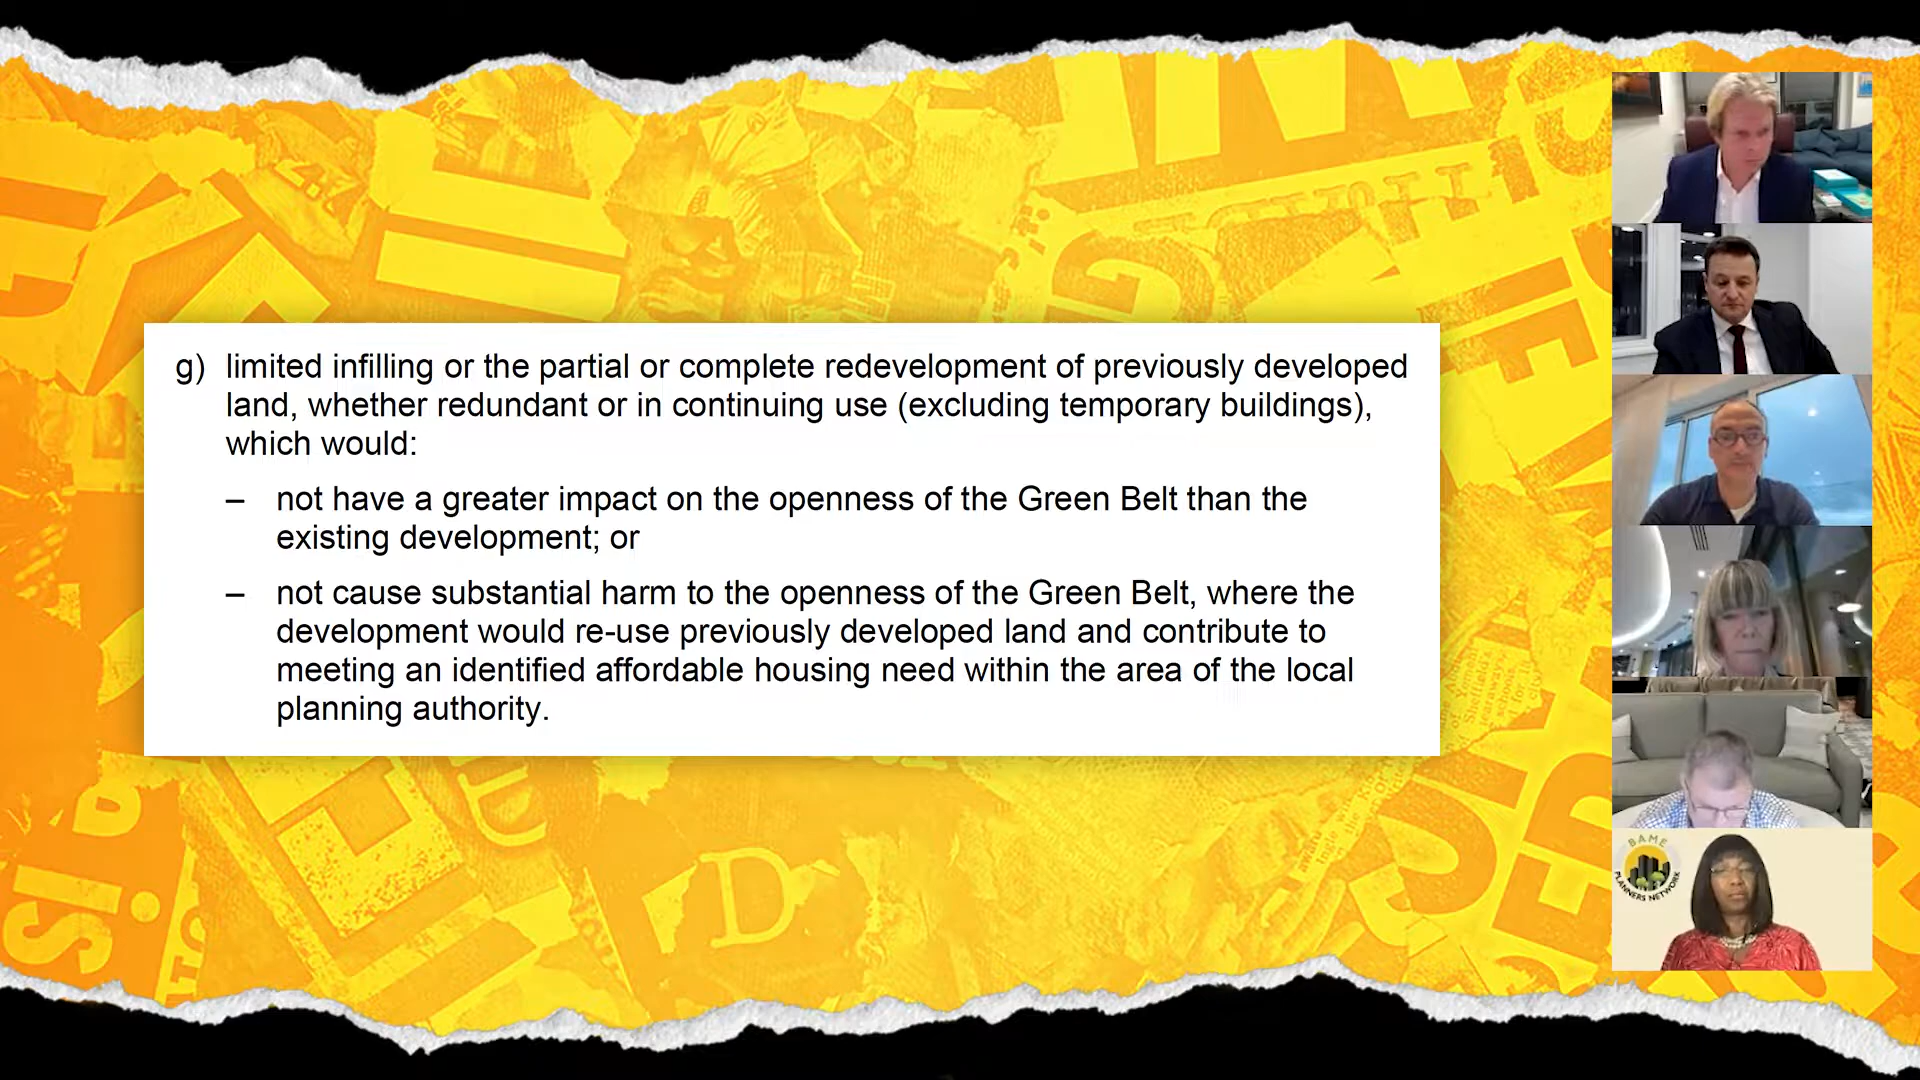 g) limited infilling or the partial or complete redevelopment of previously developed
land, whether redundant or in continuing use (excluding temporary buildings),
which would:
– not have a greater impact on the openness of the Green Belt than the
existing development; or
– not cause substantial harm to the openness of the Green Belt, where the
development would re-use previously developed land and contribute to
meeting an identified affordable housing need within the area of the local
planning authority.
BAME
PLANNERS NETWORK